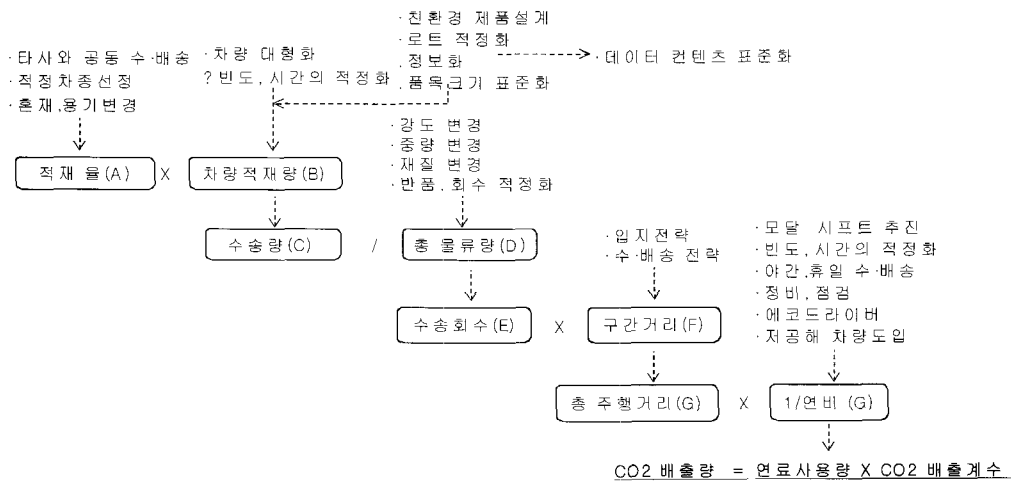 ·친환경 제품설계
·로트 적정화
·정보화
·품목크기 표준화
·데이터 컨텐츠 표준화
·타사와 공동 수·배송
·적정차종선정
·혼재,용기변경
·차량 대형화
?빈도,시간의 적정화
·강도 변경
·중량 변경
·재질 변경
·반품,회수 적정화
적재 율(A) X 차량적재량(B)
수송량(C) / 총 물류량(D)
·입지전략
·수·배송 전략
·모달 시프트 추진
·빈도,시간의 적정화
·야간,휴일 수·배송
·정비,점검
·에코드라이버
·저공해 차량도입
수송회수(E) X 구간거리(F)
총 주행거리(G) X 1/연비 (G)
CO2 배출량 = 연료사용량 X CO2 배출계수